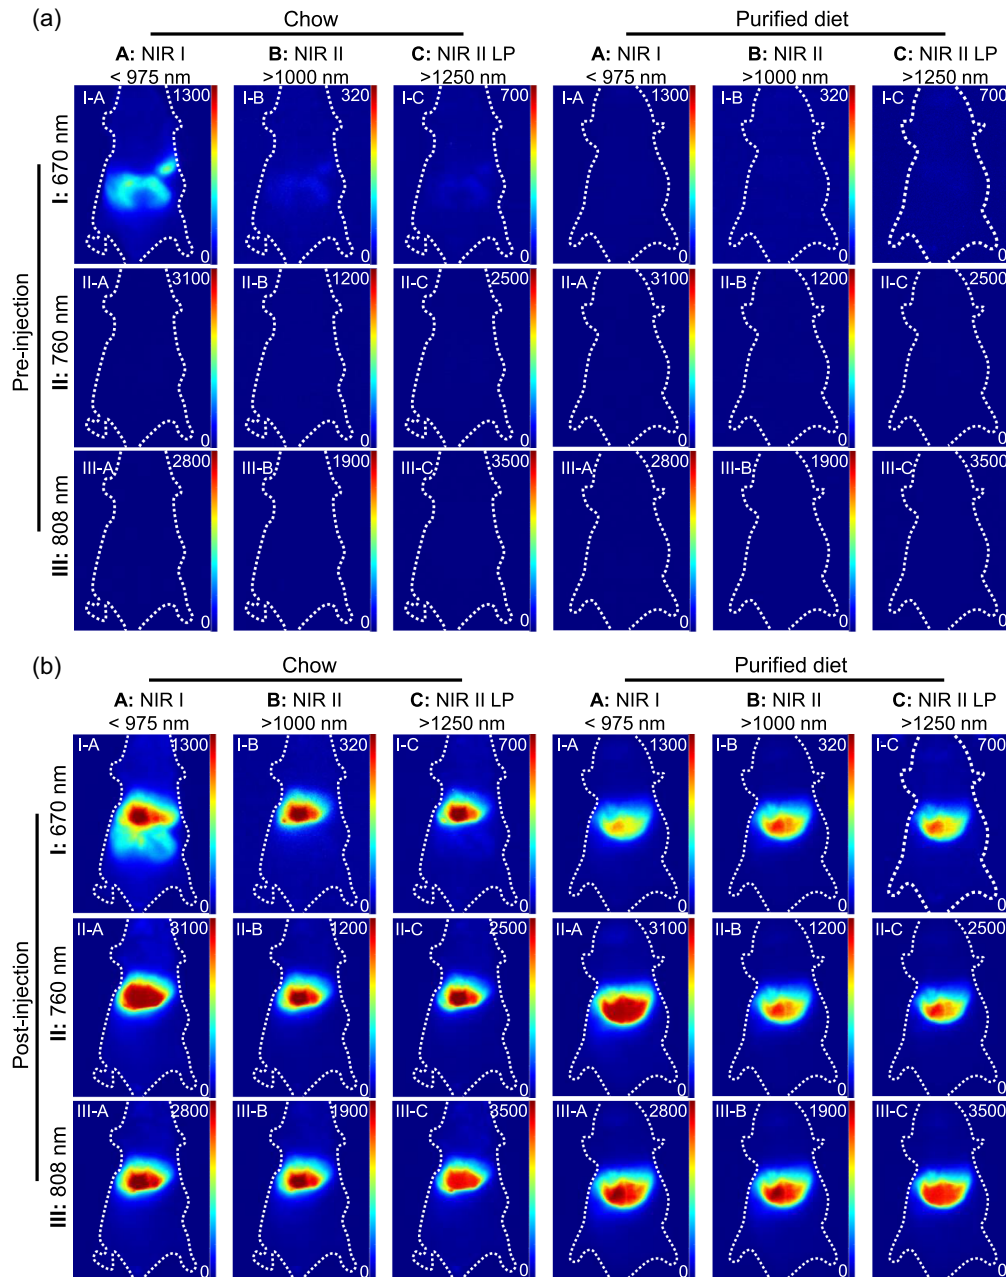 (a)
Chow Purified diet
A: NIR I B: NIR II C: NIR II LP A: NIR I B: NIR II C: NIR II LP
< 975 nm >1000 nm >1250 nm < 975 nm >1000 nm >1250 nm
Pre-injection
I: 670 nm
I-A 1300 I-B 320 I-C 700 I-A 1300 I-B 320 I-C 700
0 0 0 0 0 0
II: 760 nm
II-A 3100 II-B 1200 II-C 2500 II-A 3100 II-B 1200 II-C 2500
0 0 0 0 0 0
III: 808 nm
III-A 2800 III-B 1900 III-C 3500 III-A 2800 III-B 1900 III-C 3500
0 0 0 0 0 0
(b)
Chow Purified diet
A: NIR I B: NIR II C: NIR II LP A: NIR I B: NIR II C: NIR II LP
< 975 nm >1000 nm >1250 nm < 975 nm >1000 nm >1250 nm
Post-injection
I: 670 nm
I-A 1300 I-B 320 I-C 700 I-A 1300 I-B 320 I-C 700
0 0 0 0 0 0
II: 760 nm
II-A 3100 II-B 1200 II-C 2500 II-A 3100 II-B 1200 II-C 2500
0 0 0 0 0 0
III: 808 nm
III-A 2800 III-B 1900 III-C 3500 III-A 2800 III-B 1900 III-C 3500
0 0 0 0 0 0